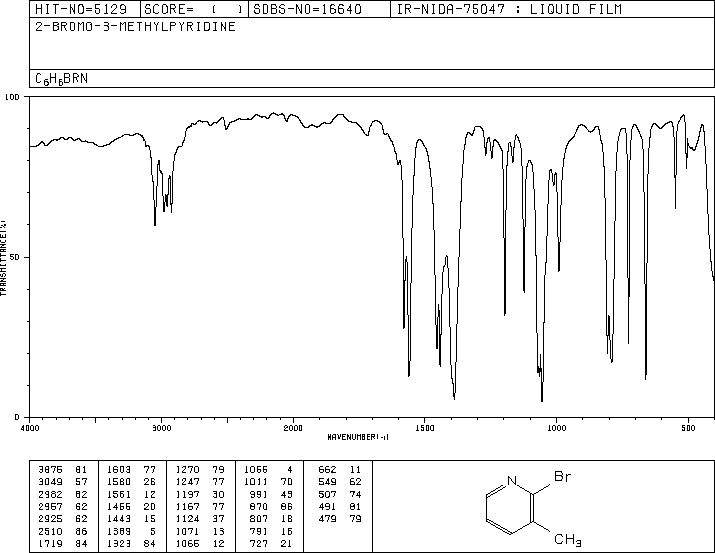 HIT-NO=5129 SCORE= ( ) SDBS-NO=16640 IR-NIDA-75047 : LIQUID FILM
2-BROMO-3-METHYLPYRIDINE
C6H6BRN
100
50
0
TRANSMITTANCE(%)
4000 3000 2000 1500 1000 500
WAVENUMBER(-1)
3875 81 1603 77 1270 79 1055 4 662 11
3049 57 1580 26 1247 77 1011 70 549 62
2982 62 1561 12 1197 30 991 43 507 74
2957 62 1455 20 1167 77 870 86 491 81
2925 62 1443 15 1124 37 807 18 479 79
2510 86 1389 5 1071 13 791 16
1719 84 1323 84 1065 12 727 21
N
Br
CH3